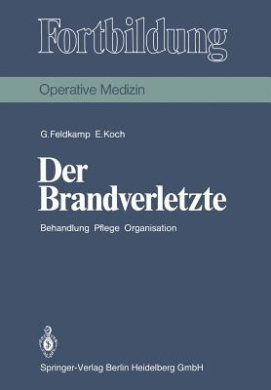 Fortbildung
Operative Medizin
G.Feldkamp E.Koch
Der
Brandverletzte
Behandlung Pflege Organisation
Springer-Verlag Berlin Heidelberg GmbH